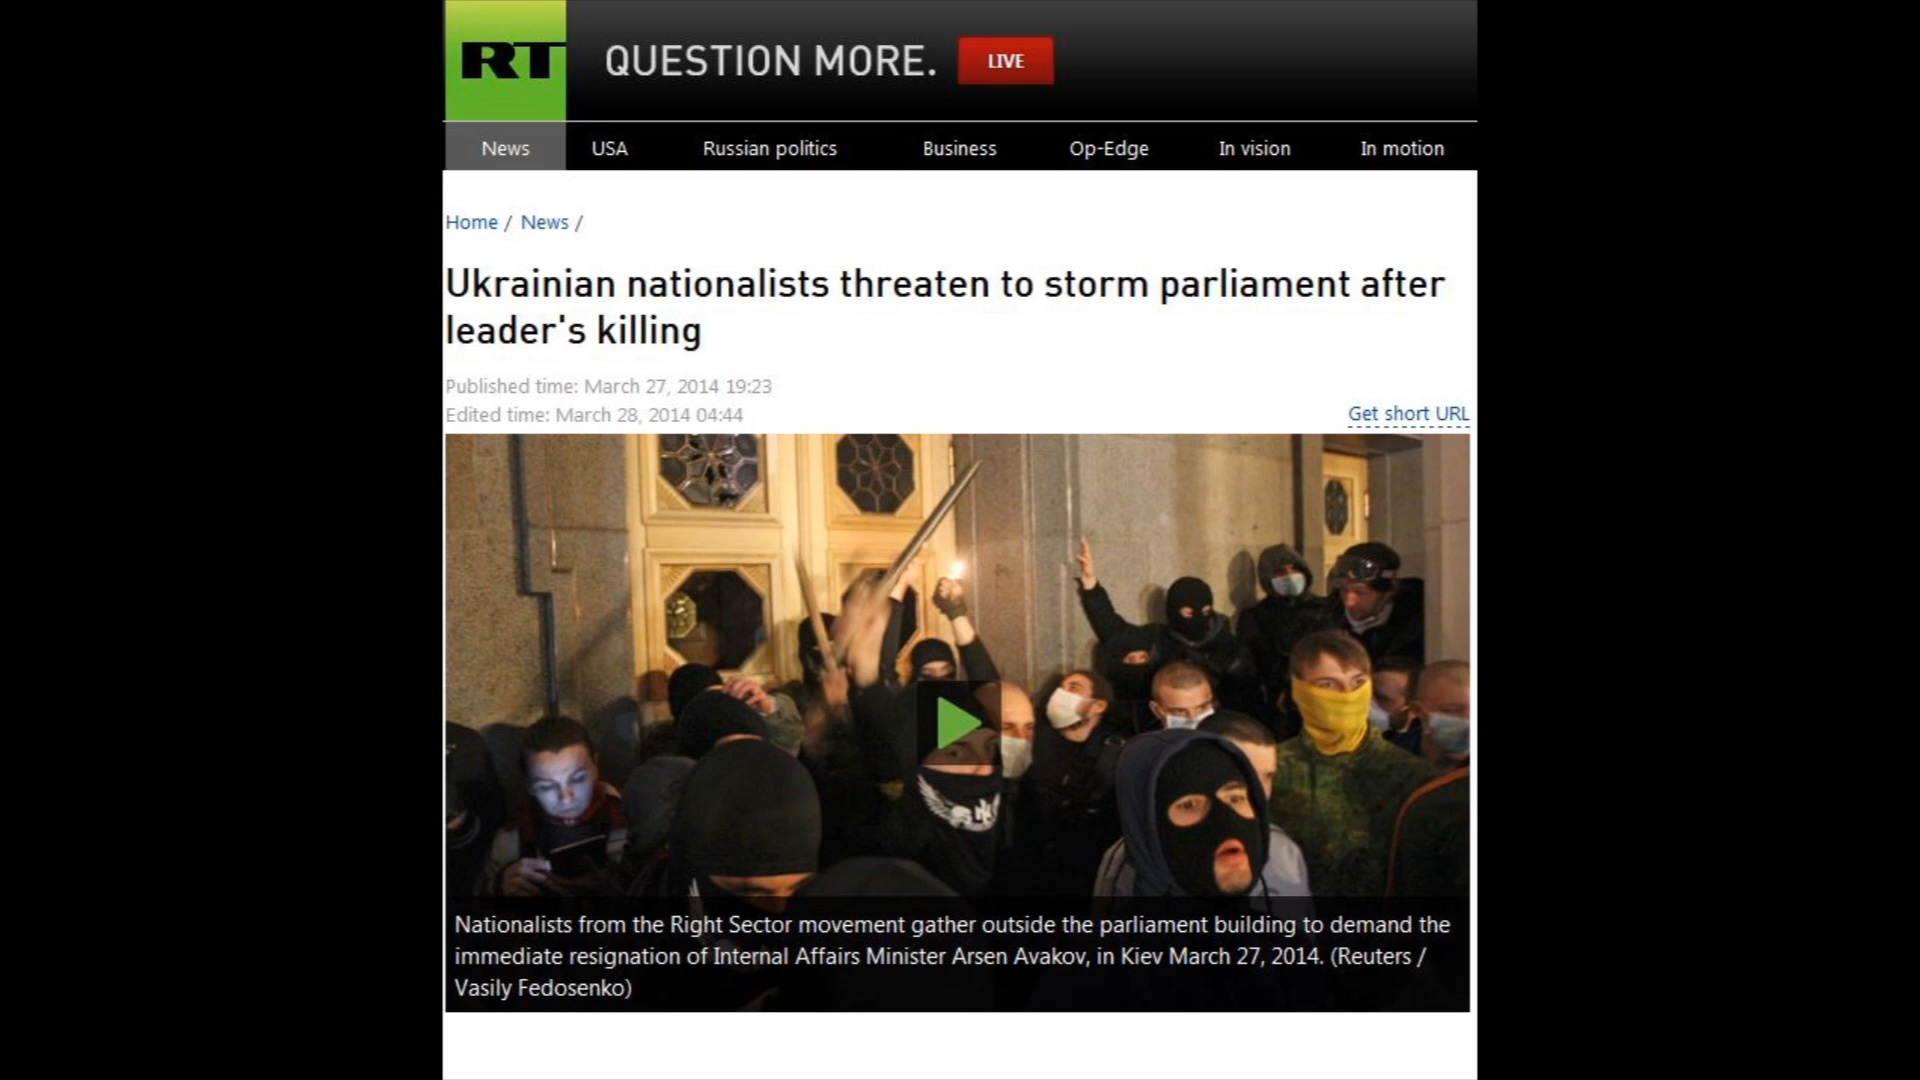 RT
QUESTION MORE.
LIVE
News
USA
Russian politics
Business
Op-Edge
In vision
In motion
Home / News /
Ukrainian nationalists threaten to storm parliament after
leader's killing
Published time: March 27, 2014 19:23
Edited time: March 28, 2014 04:44
Get short URL
Nationalists from the Right Sector movement gather outside the parliament building to demand the
immediate resignation of Internal Affairs Minister Arsen Avakov, in Kiev March 27, 2014. (Reuters /
Vasily Fedosenko)